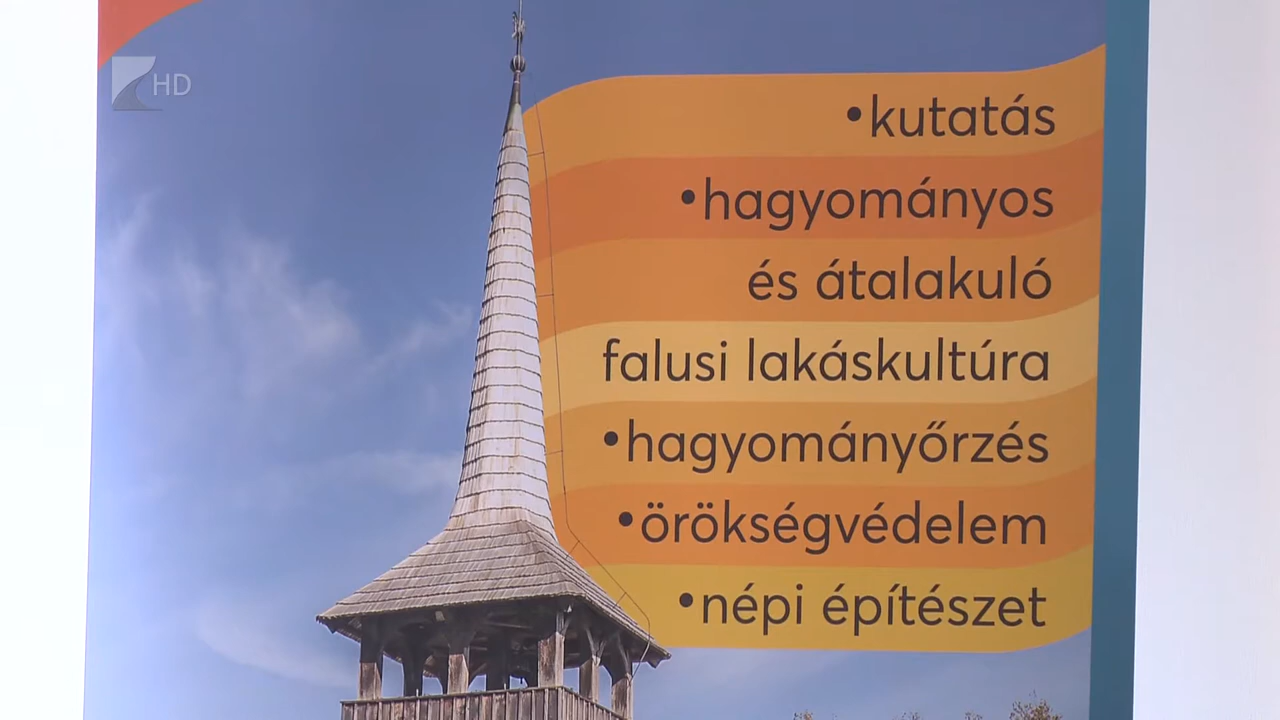 HD
•kutatás
•hagyományos
és átalakuló
falusi lakáskultúra
•hagyományőrzés
•örökségvédelem
•népi építészet